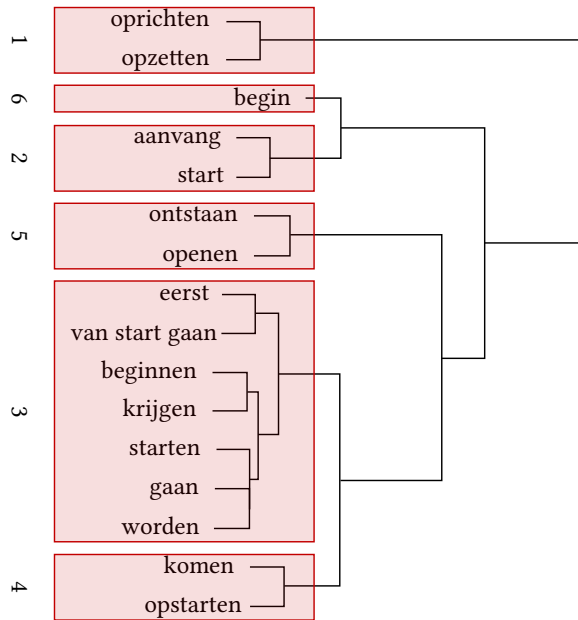 1
oprichten
opzetten
6
begin
2
aanvang
start
5
ontstaan
openen
3
eerst
van start gaan
beginnen
krijgen
starten
gaan
worden
4
komen
opstarten